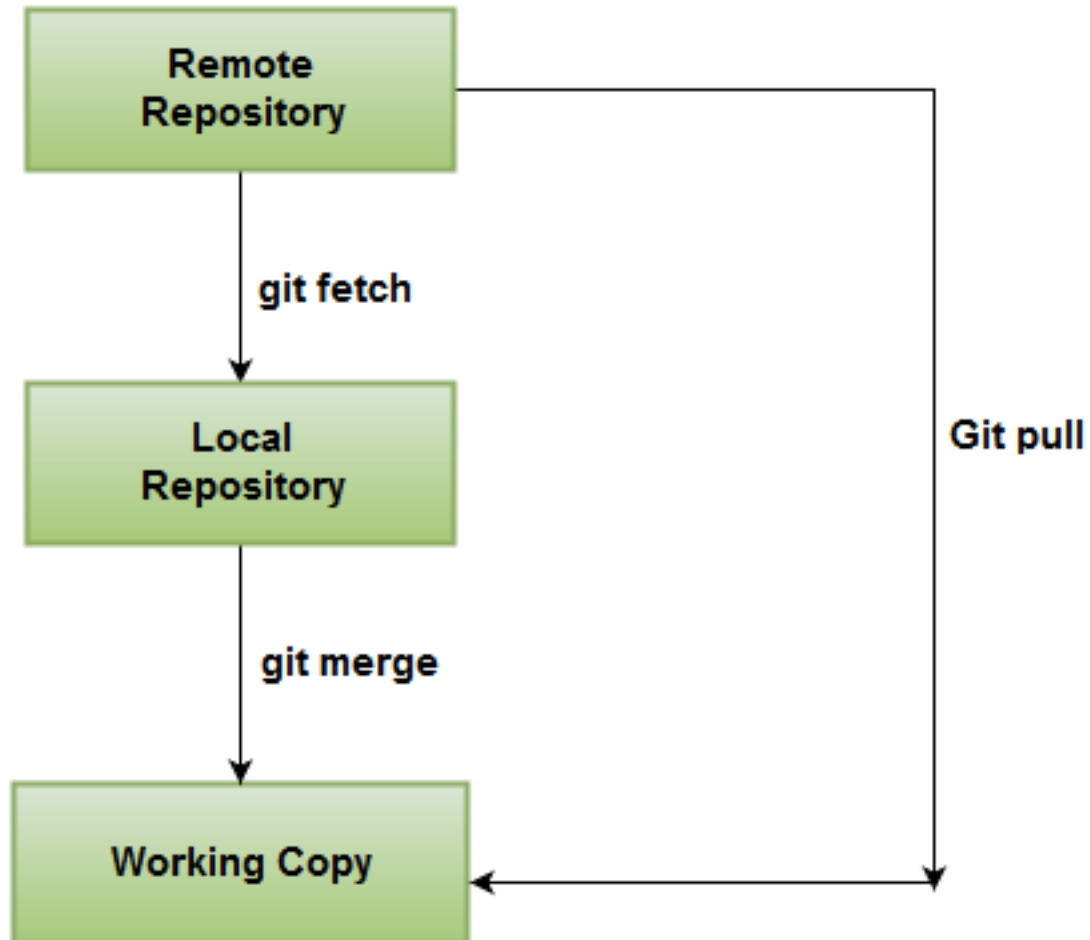 Remote
Repository
git fetch
Local
Repository
Git pull
git merge
Working Copy